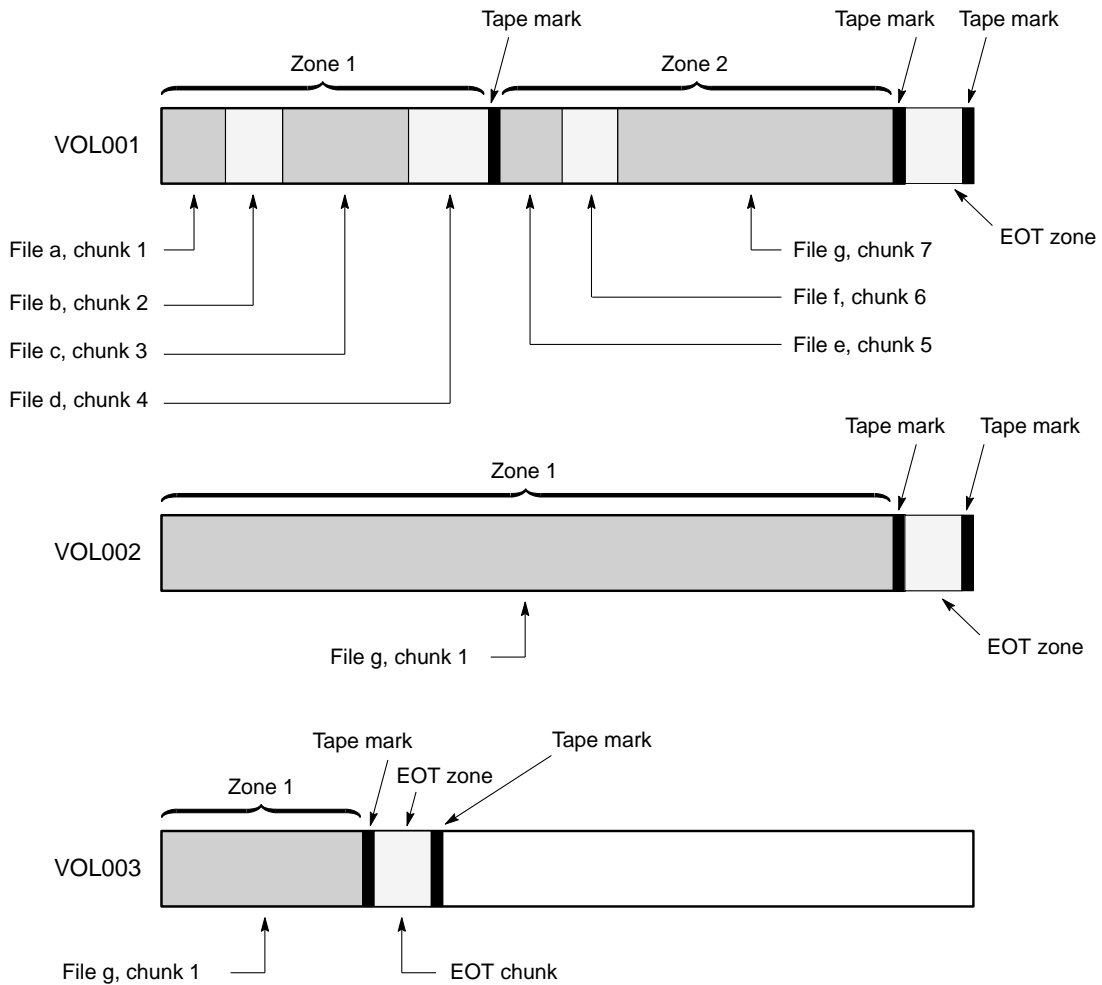 Tape mark
Tape mark
Tape mark
Zone 1
Zone 2
VOL001
EOT zone
File a, chunk 1
File g, chunk 7
File b, chunk 2
File f, chunk 6
File c, chunk 3
File e, chunk 5
File d, chunk 4
Tape mark
Tape mark
Zone 1
VOL002
EOT zone
File g, chunk 1
Tape mark
Tape mark
EOT zone
Zone 1
VOL003
File g, chunk 1
EOT chunk